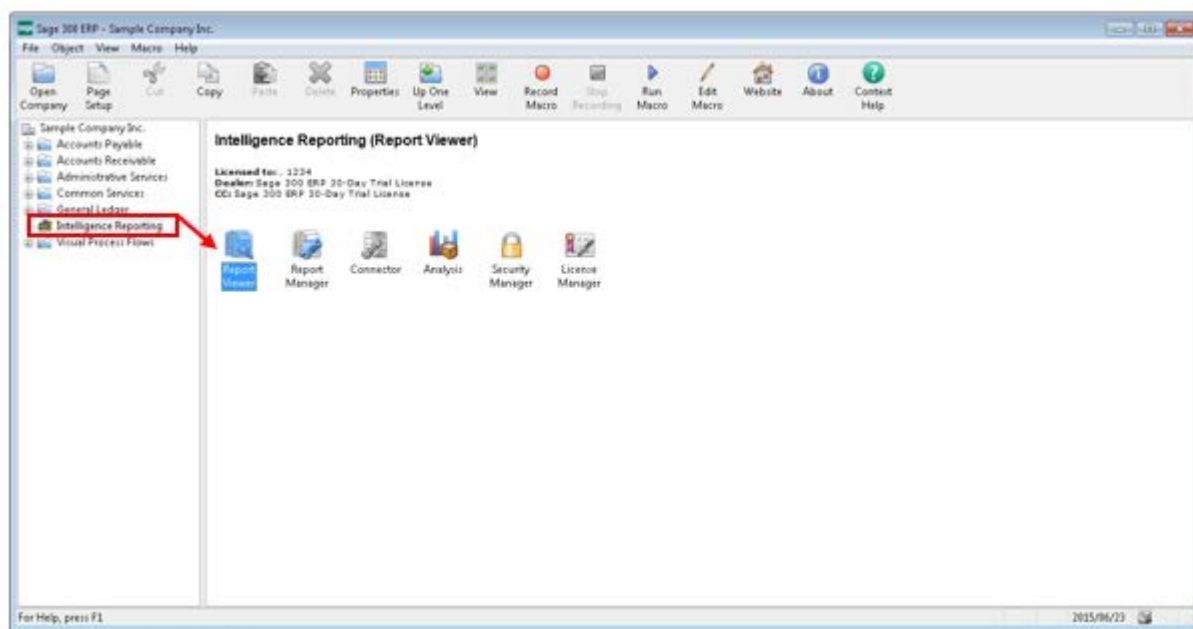 Sage 300 ERP - Sample Company Inc.
File Object View Macro Help
Open Company
Page Setup
Cut
Copy
Paste
Delete
Properties
Up One Level
View
Record Macro
Stop Recording
Run Macro
Edit Macro
Website
About
Context Help
Sample Company Inc.
Accounts Payable
Accounts Receivable
Administrative Services
Common Services
General Ledger
Intelligence Reporting
Visual Process Flows
Intelligence Reporting (Report Viewer)
Licensed to: . 1234
Dealer: Sage 300 ERP 30-Day Trial License
CC: Sage 300 ERP 30-Day Trial License
Report Viewer
Report Manager
Connector
Analysis
Security Manager
License Manager
For Help, press F1
2015/06/23